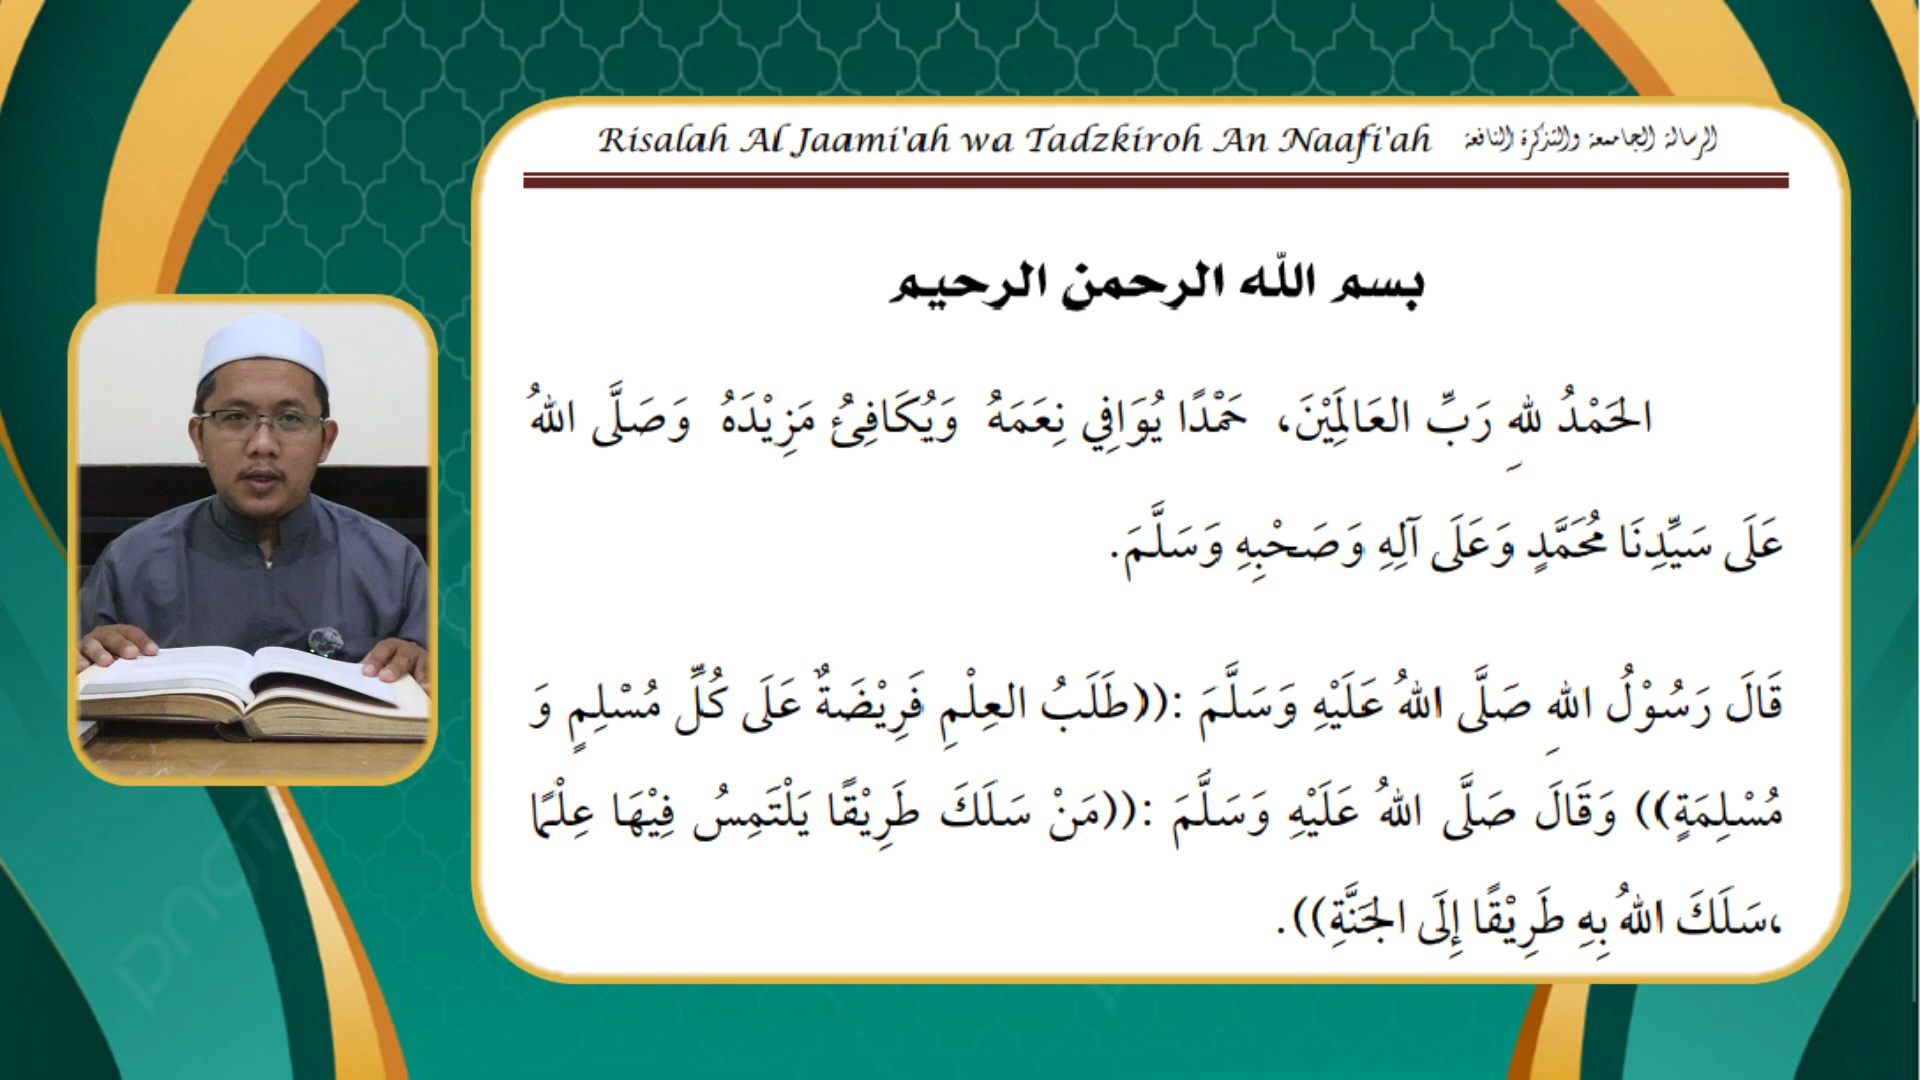 Risalah Al Jaami'ah wa Tadzkiroh An Naafi'ah الرسالة الجامعة والتذكرة النافعة
بسم الله الرحمن الرحيم
الحَمْدُ للهِ رَبِّ العَالَمِيْنَ، حَمْدًا يُوَافِي نِعَمَهُ وَيُكَافِئُ مَزِيْدَهُ وَصَلَّى اللهُ
عَلَى سَيِّدِنَا مُحَمَّدٍ وَعَلَى آلِهِ وَصَحْبِهِ وَسَلَّمَ.
قَالَ رَسُوْلُ اللهِ صَلَّى اللهُ عَلَيْهِ وَسَلَّمَ :((طَلَبُ العِلْمِ فَرِيْضَةٌ عَلَى كُلِّ مُسْلِمٍ وَ
مُسْلِمَةٍ)) وَقَالَ صَلَّى اللهُ عَلَيْهِ وَسَلَّمَ :((مَنْ سَلَكَ طَرِيْقًا يَلْتَمِسُ فِيْهَا عِلْمًا
،سَلَكَ اللهُ بِهِ طَرِيْقًا إِلَى الجَنَّةِ)).